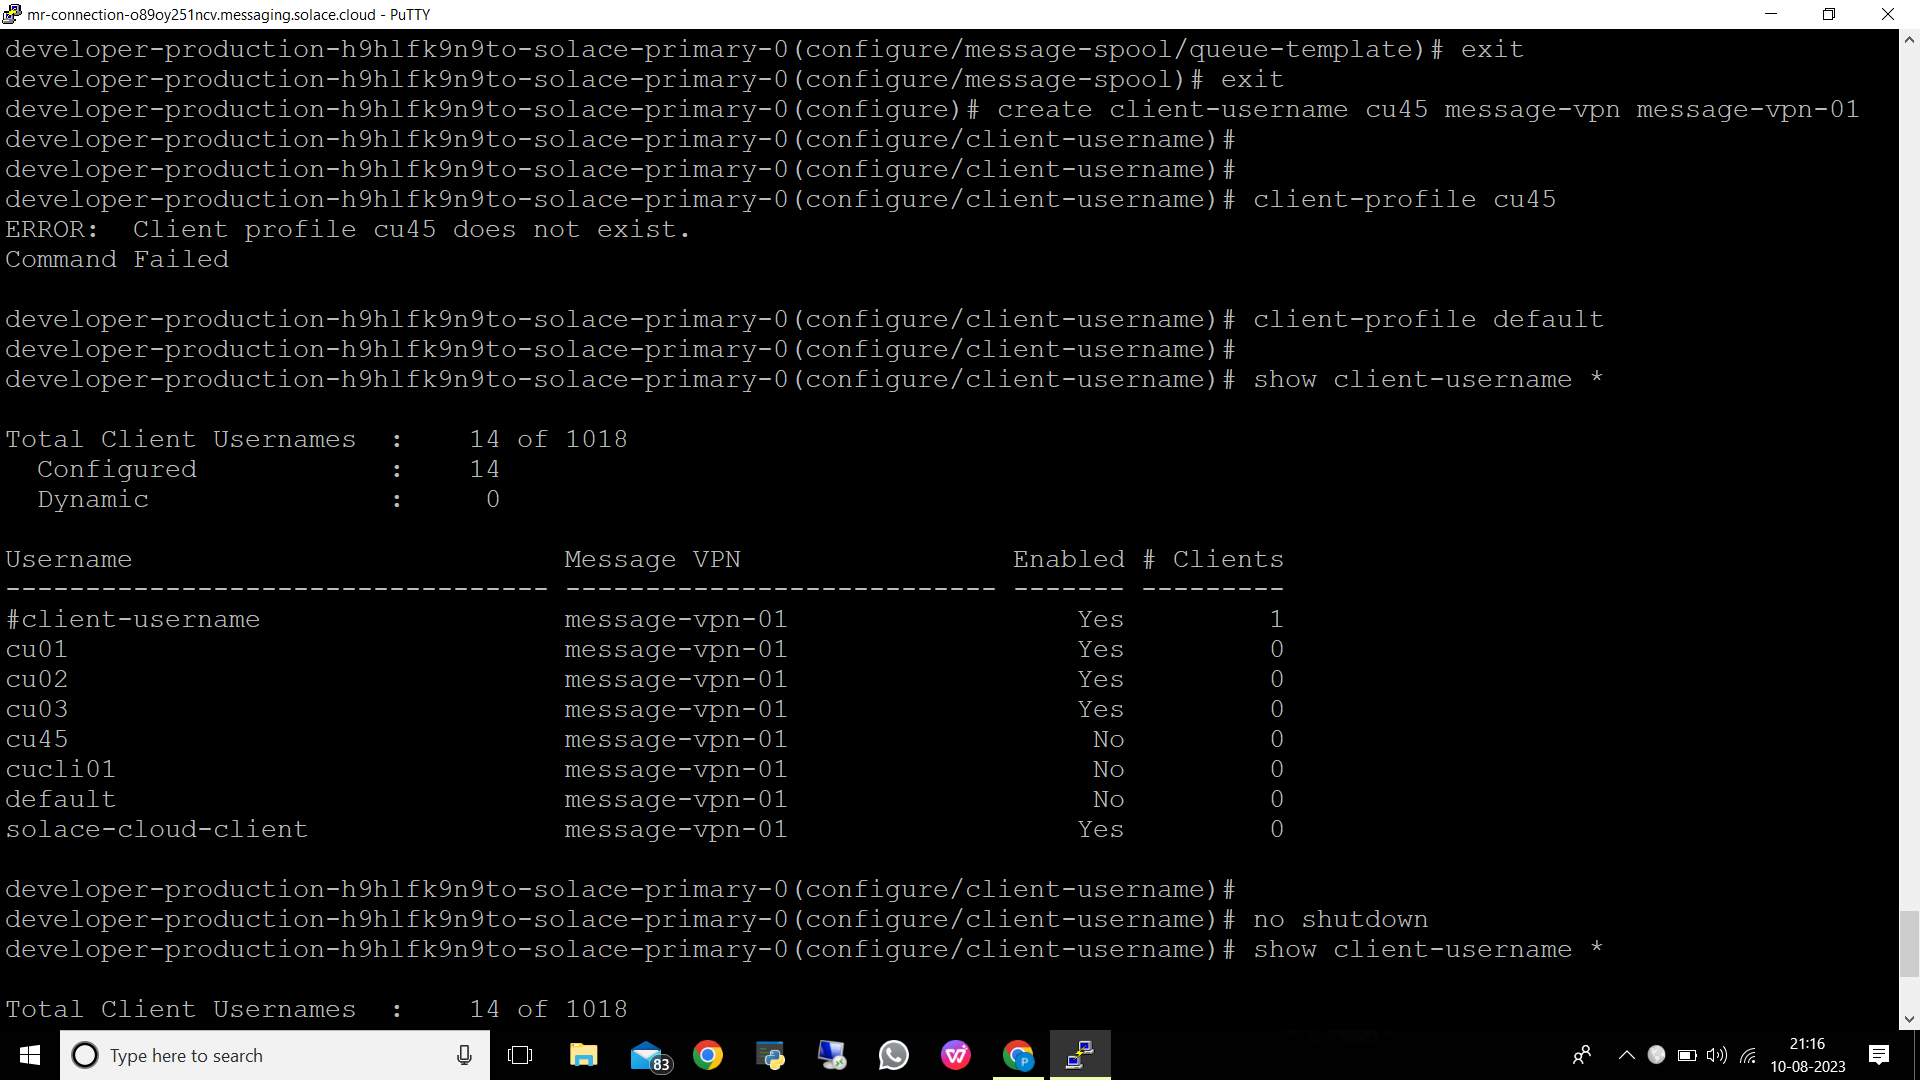 mr-connection-o89oy251ncv.messaging.solace.cloud - PuTTY
developer-production-h9hlfk9n9to-solace-primary-0(configure/message-spool/queue-template)# exit
developer-production-h9hlfk9n9to-solace-primary-0(configure/message-spool)# exit
developer-production-h9hlfk9n9to-solace-primary-0(configure)# create client-username cu45 message-vpn message-vpn-01
developer-production-h9hlfk9n9to-solace-primary-0(configure/client-username)#
developer-production-h9hlfk9n9to-solace-primary-0(configure/client-username)#
developer-production-h9hlfk9n9to-solace-primary-0(configure/client-username)# client-profile cu45
ERROR:  Client profile cu45 does not exist.
Command Failed
developer-production-h9hlfk9n9to-solace-primary-0(configure/client-username)# client-profile default
developer-production-h9hlfk9n9to-solace-primary-0(configure/client-username)#
developer-production-h9hlfk9n9to-solace-primary-0(configure/client-username)# show client-username *
Total Client Usernames  :    14 of 1018
  Configured            :    14
  Dynamic               :     0
Username                           Message VPN                 Enabled # Clients
---------------------------------- --------------------------- ------- ---------
#client-username                   message-vpn-01                  Yes         1
cu01                               message-vpn-01                  Yes         0
cu02                               message-vpn-01                  Yes         0
cu03                               message-vpn-01                  Yes         0
cu45                               message-vpn-01                   No         0
cucli01                            message-vpn-01                   No         0
default                            message-vpn-01                   No         0
solace-cloud-client                message-vpn-01                  Yes         0
developer-production-h9hlfk9n9to-solace-primary-0(configure/client-username)#
developer-production-h9hlfk9n9to-solace-primary-0(configure/client-username)# no shutdown
developer-production-h9hlfk9n9to-solace-primary-0(configure/client-username)# show client-username *
Total Client Usernames  :    14 of 1018
Type here to search
83
P
21:16
10-08-2023